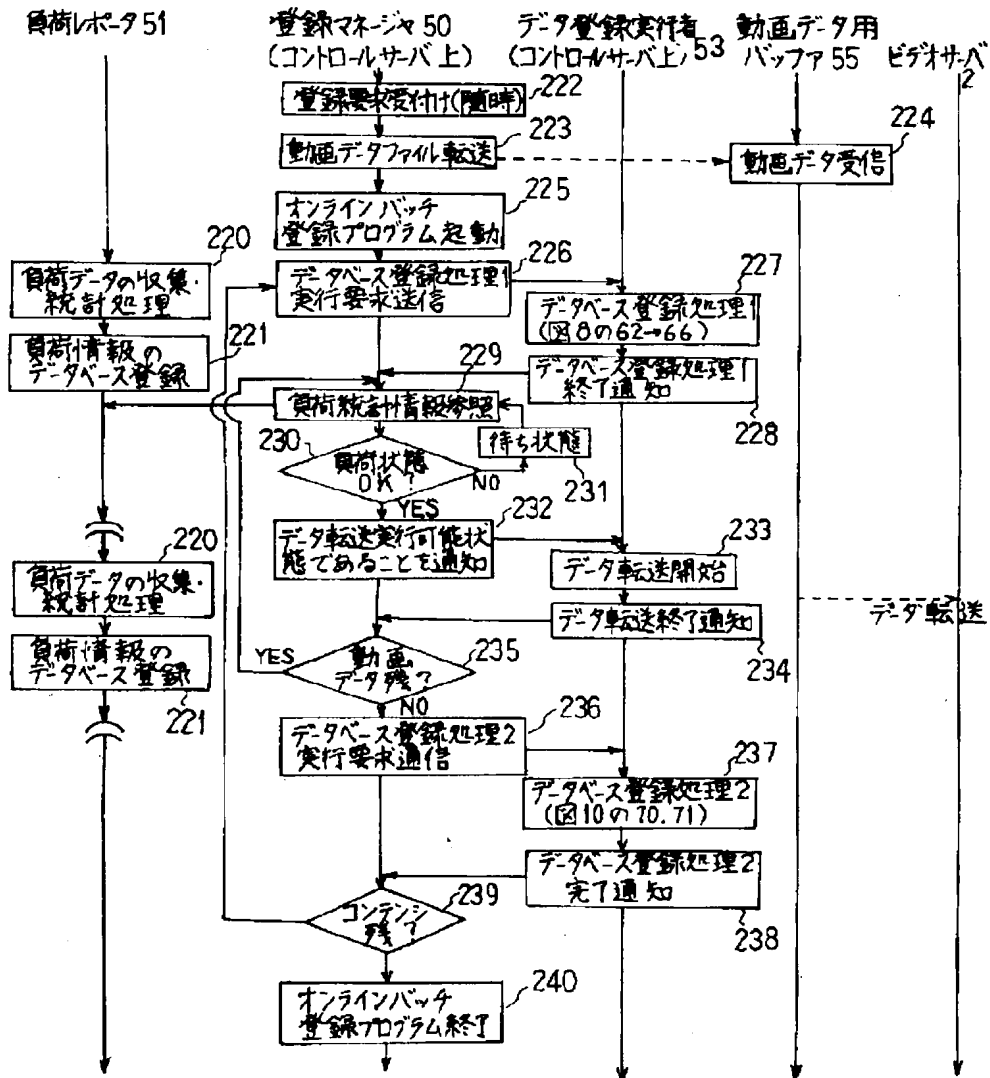 負荷レポータ51
登録マネージャ50
(コントロールサーバ上)
データ登録実行者
(コントロールサーバ上)53
動画データ用
バッファ55
ビデオサーバ
2
登録要求受付け(随時)
222
動画データファイル転送
223
動画データ受信
224
オンラインバッチ
登録プログラム起動
225
負荷データの収集・
統計処理
220
データベース登録処理1
実行要求送信
226
データベース登録処理1
(図8の62→66)
227
負荷情報の
データベース登録
221
データベース登録処理1
終了通知
228
負荷統計情報参照
229
待ち状態
231
負荷状態
OK?
230
NO
YES
データ転送実行可能状
態であることを通知
232
データ転送開始
233
負荷データの収集・
統計処理
220
データ転送終了通知
234
データ転送
動画
データ残?
235
YES
NO
負荷情報の
データベース登録
221
データベース登録処理2
実行要求通信
236
データベース登録処理2
(図10の70.71)
237
データベース登録処理2
完了通知
238
コンテンツ
残?
239
オンラインバッチ
登録プログラム終了
240